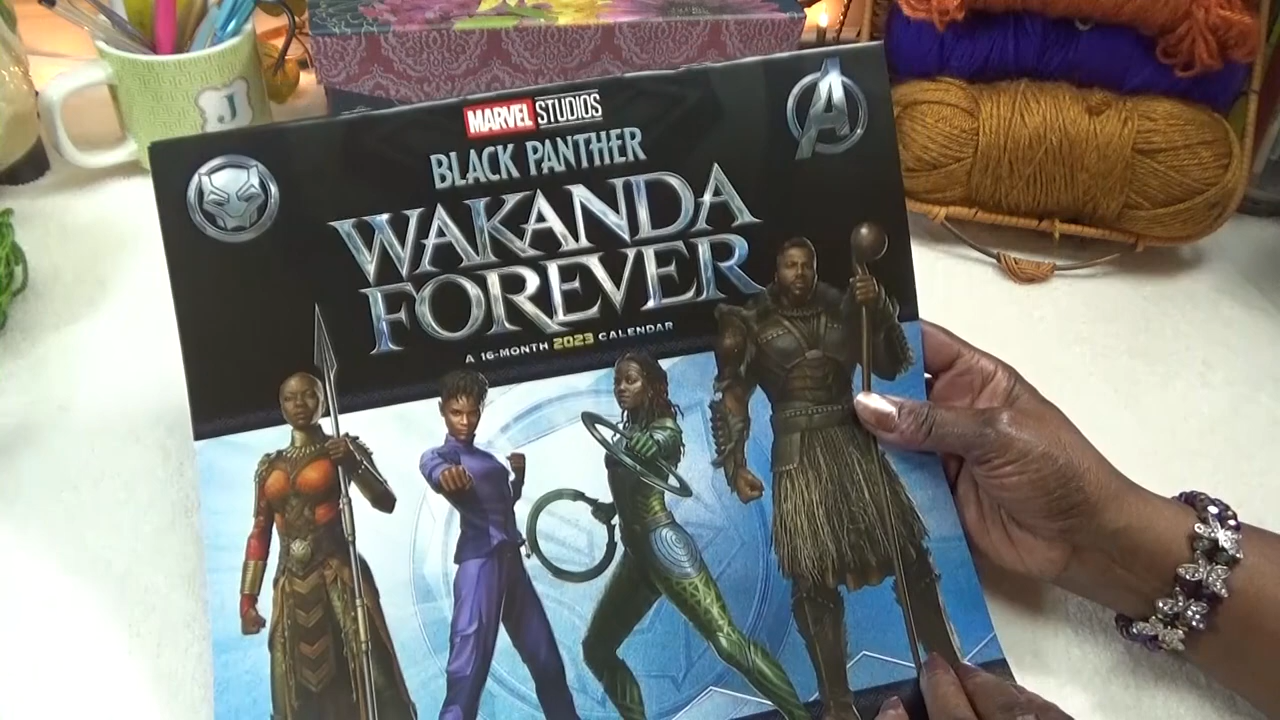 J
MARVEL STUDIOS
BLACK PANTHER
WAKANDA
FOREVER
A 16-MONTH 2023 CALENDAR